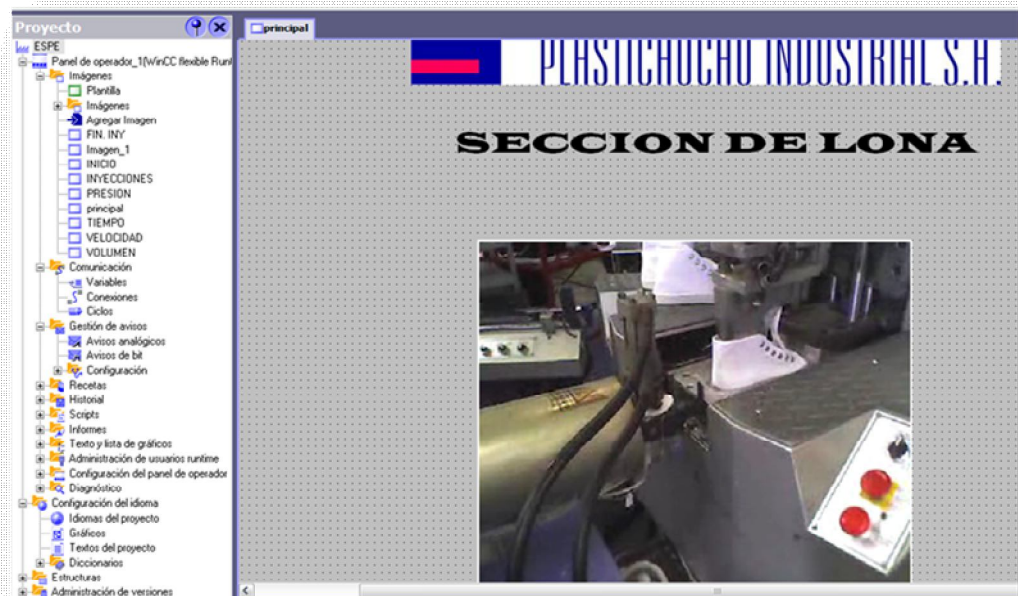 Proyecto
ESPE
Panel de operador_1(WinCC flexible Runt
Imágenes
Plantilla
Imágenes
Agregar Imagen
FIN. INY
Imagen_1
INICIO
INYECCIONES
PRESION
principal
TIEMPO
VELOCIDAD
VOLUMEN
Comunicación
Variables
Conexiones
Ciclos
Gestión de avisos
Avisos analógicos
Avisos de bit
Configuración
Recetas
Historial
Scripts
Informes
Texto y lista de gráficos
Administración de usuarios runtime
Configuración del panel de operador
Diagnóstico
Configuración del idioma
Idiomas del proyecto
Gráficos
Textos del proyecto
Diccionarios
Estructuras
Administración de versiones
principal
PLASTICAUCHO INDUSTRIAL S.A.
SECCION DE LONA